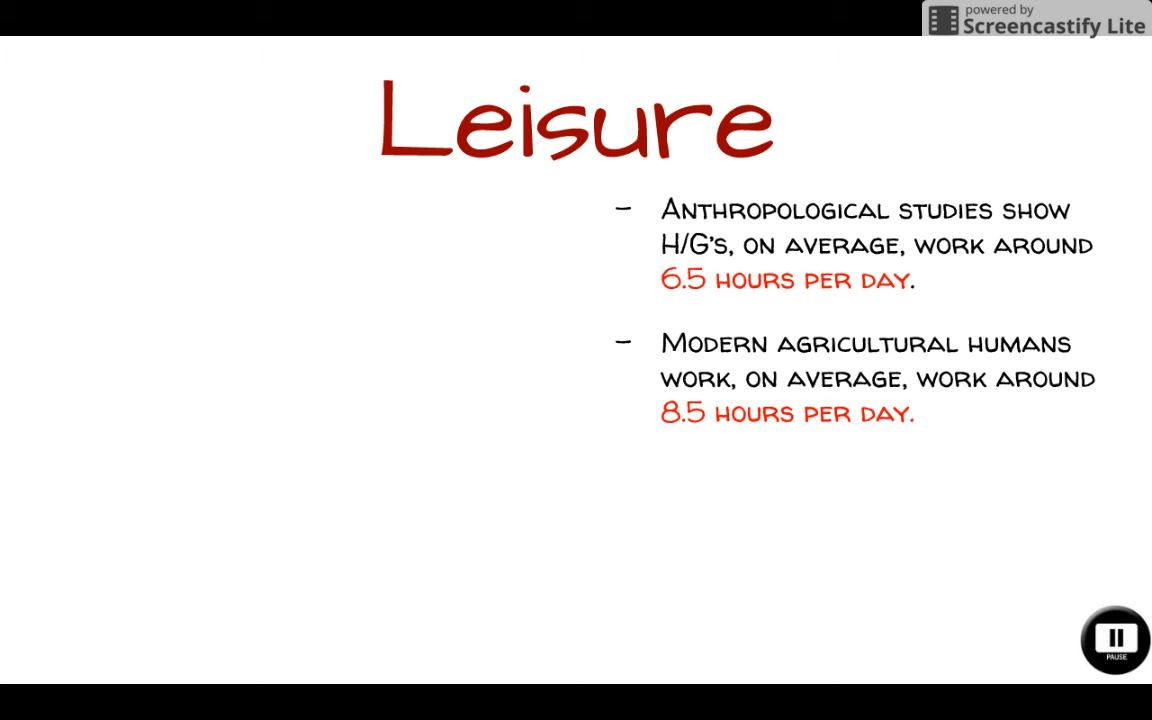 powered by
Screencastify Lite
Leisure
- Anthropological studies show
H/G's, on average, work around
6.5 hours per day.
- Modern agricultural humans
work, on average, work around
8.5 hours per day.
PAUSE